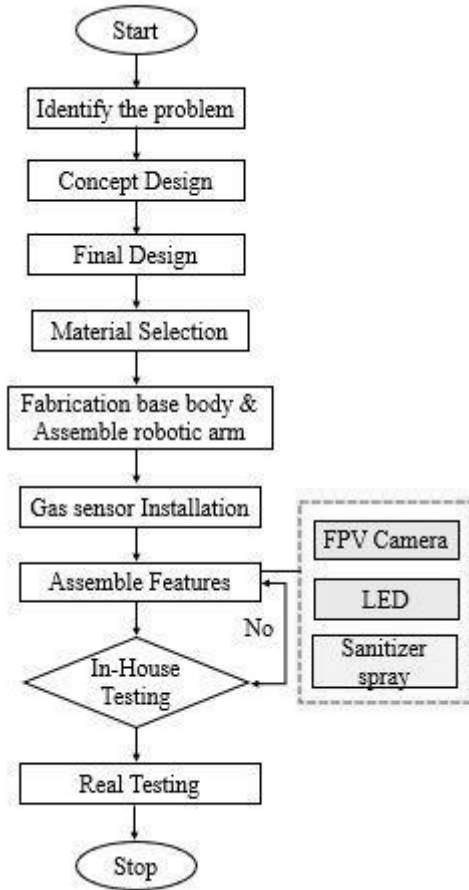 Start
Identify the problem
Concept Design
Final Design
Material Selection
Fabrication base body &
Assemble robotic arm
Gas sensor Installation
Assemble Features
FPV Camera
LED
Sanitizer
spray
No
In-House
Testing
Real Testing
Stop